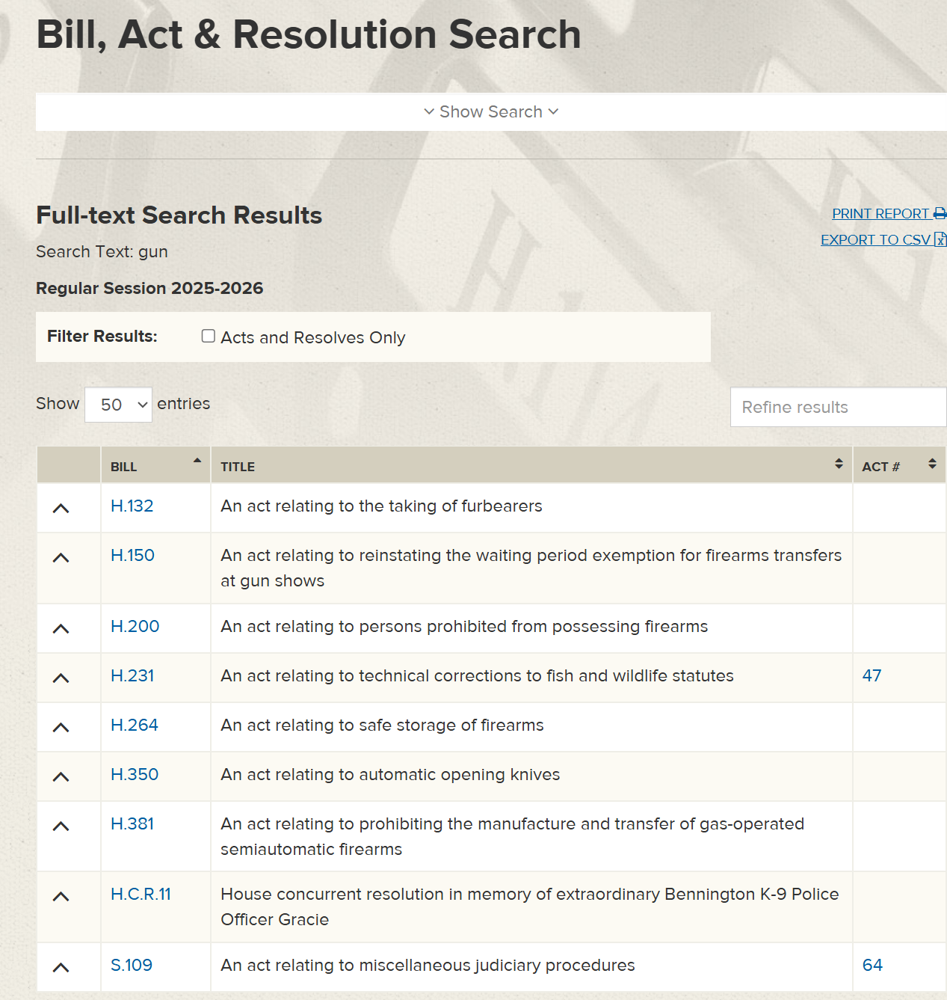 Bill, Act & Resolution Search
Show Search
Full-text Search Results
PRINT REPORT
Search Text: gun
EXPORT TO CSV
Regular Session 2025-2026
Filter Results: Acts and Resolves Only
Show 50 entries
Refine results
BILL TITLE ACT #
H.132 An act relating to the taking of furbearers
H.150 An act relating to reinstating the waiting period exemption for firearms transfers
at gun shows
H.200 An act relating to persons prohibited from possessing firearms
H.231 An act relating to technical corrections to fish and wildlife statutes 47
H.264 An act relating to safe storage of firearms
H.350 An act relating to automatic opening knives
H.381 An act relating to prohibiting the manufacture and transfer of gas-operated
semiautomatic firearms
H.C.R.11 House concurrent resolution in memory of extraordinary Bennington K-9 Police
Officer Gracie
S.109 An act relating to miscellaneous judiciary procedures 64